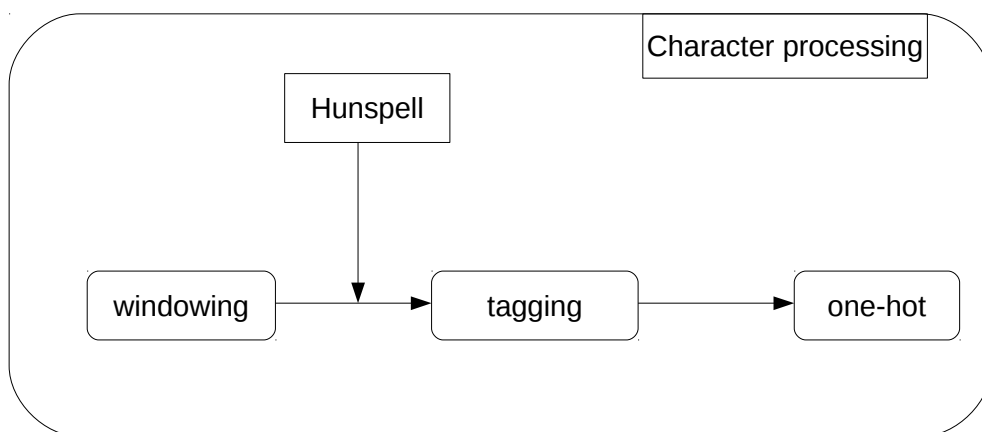 Character processing
Hunspell
windowing
tagging
one-hot